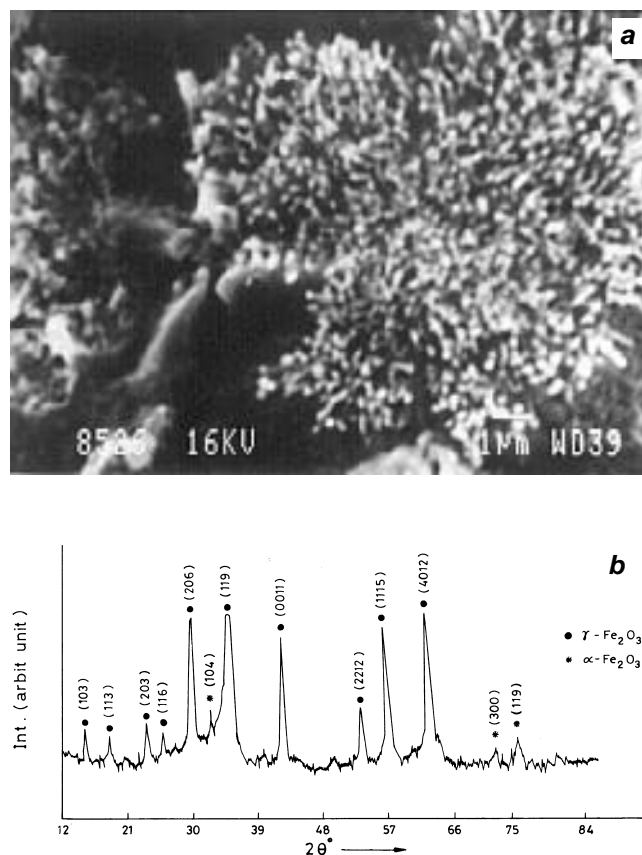 a
8526 16KV 1µm WD39
b
Int. (arbit unit)
(103)
(113)
(203)
(116)
(206)
(104)
(119)
(0011)
(2212)
(1115)
(4012)
(300)
(119)
● γ-Fe₂O₃
* α-Fe₂O₃
12 21 30 39 48 57 66 75 84
2θ°